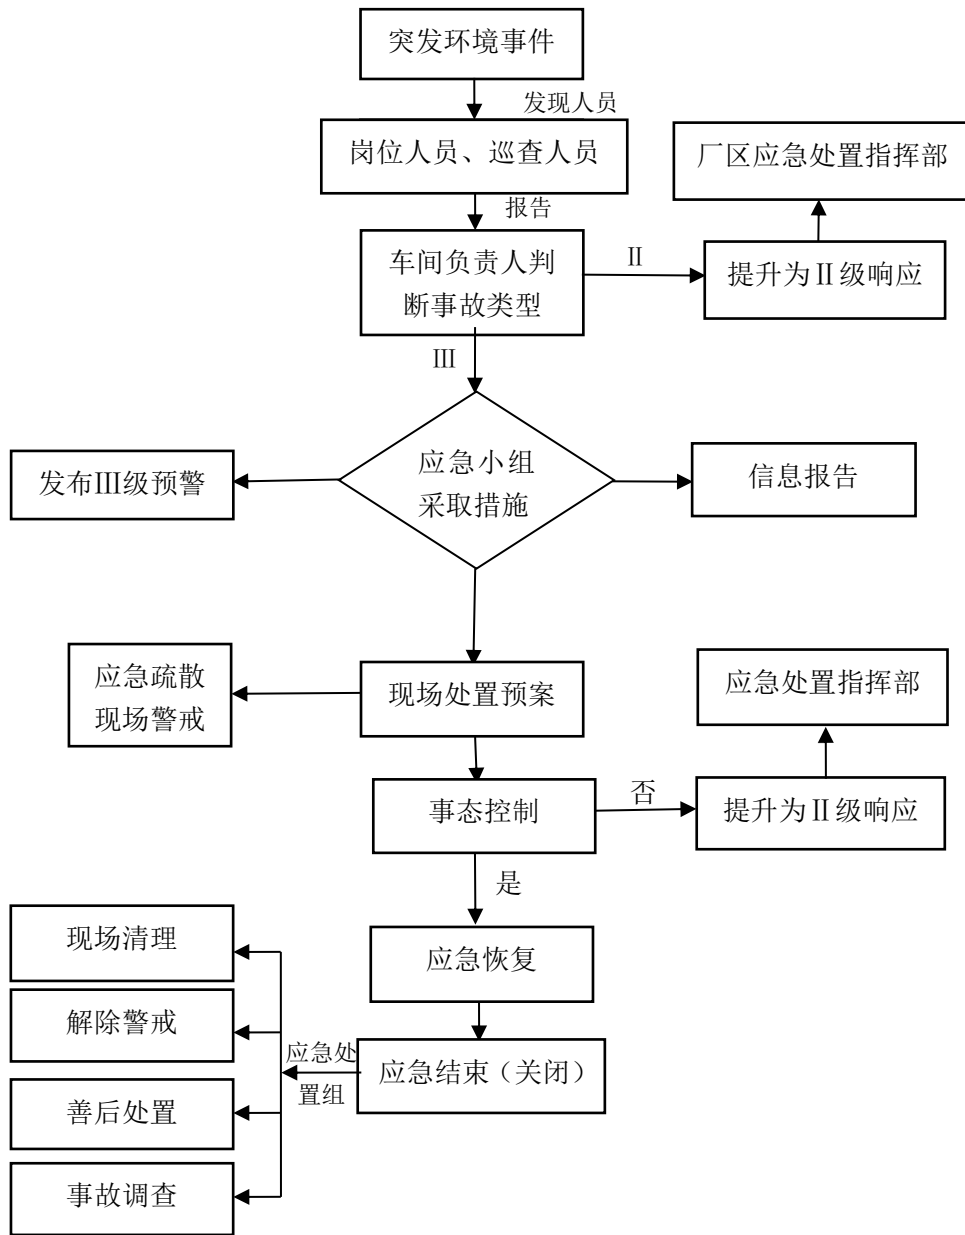 突发环境事件
发现人员
岗位人员、巡查人员
厂区应急处置指挥部
报告
车间负责人判
断事故类型
Ⅱ
提升为Ⅱ级响应
Ⅲ
应急小组
采取措施
发布Ⅲ级预警
信息报告
应急疏散
现场警戒
现场处置预案
应急处置指挥部
事态控制
否
提升为Ⅱ级响应
是
现场清理
应急恢复
解除警戒
应急处
置组
应急结束（关闭）
善后处置
事故调查